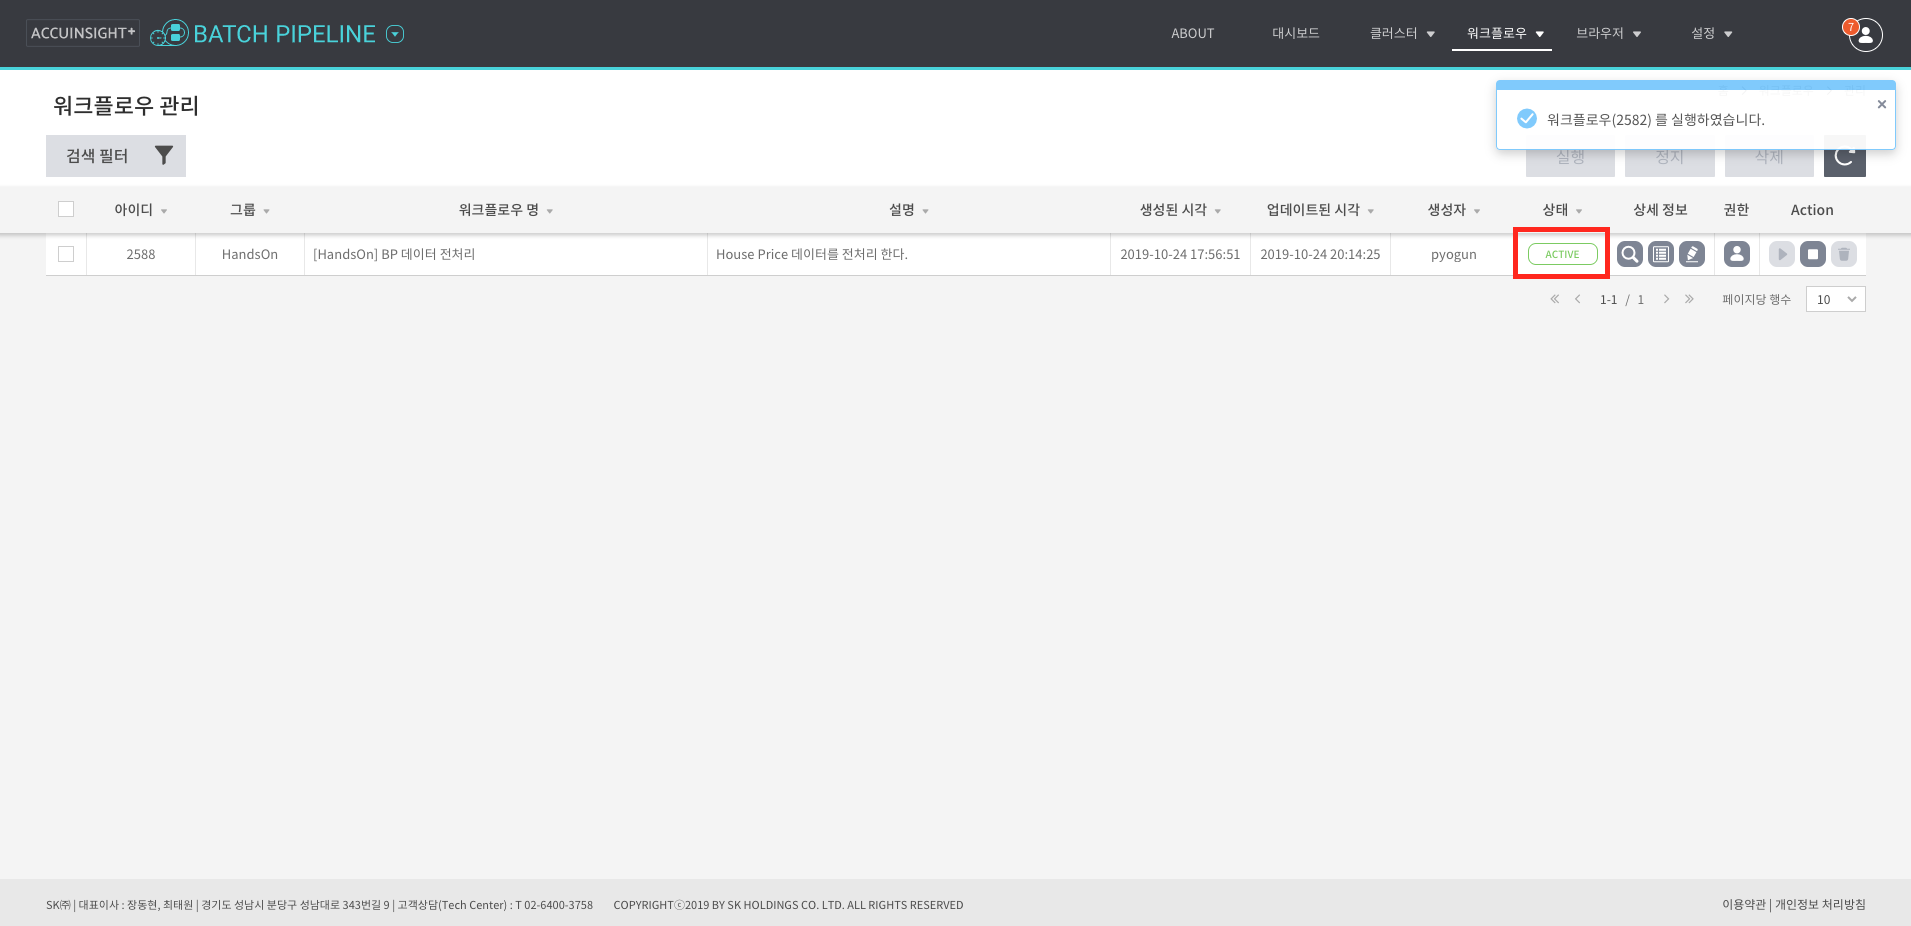 ACCUINSIGHT+ BATCH PIPELINE ABOUT 대시보드 클러스터 워크플로우 브라우저 설정 7
워크플로우 관리
워크플로우(2582) 를 실행하였습니다.
검색 필터 실행 정지 삭제
아이디 그룹 워크플로우 명 설명 생성된 시각 업데이트된 시각 생성자 상태 상세 정보 권한 Action
2588 HandsOn [HandsOn] BP 데이터 전처리 House Price 데이터를 전처리 한다. 2019-10-24 17:56:51 2019-10-24 20:14:25 pyogun ACTIVE
1-1 / 1 페이지당 행수 10
SK㈜ | 대표이사 : 장동현, 최태원 | 경기도 성남시 분당구 성남대로 343번길 9 | 고객상담(Tech Center) : T 02-6400-3758 COPYRIGHTⓒ2019 BY SK HOLDINGS CO. LTD. ALL RIGHTS RESERVED 이용약관 | 개인정보 처리방침